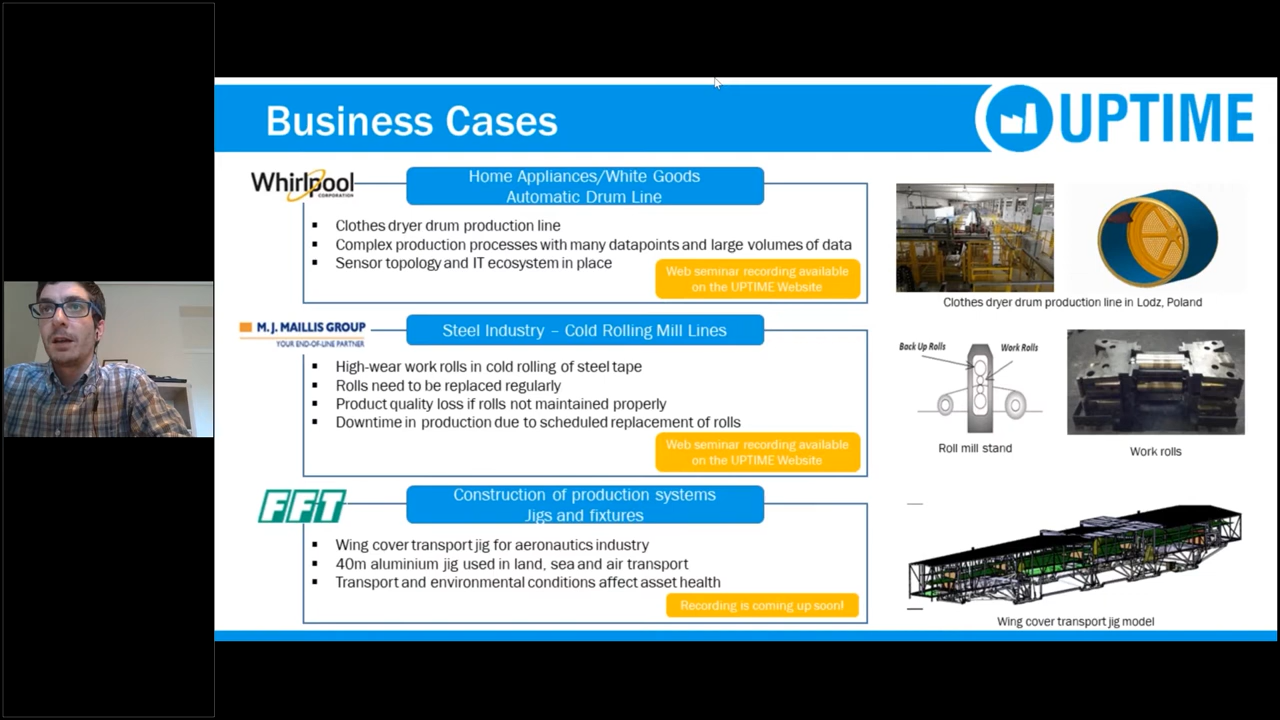 Business Cases
UPTIME
Whirlpool
CORPORATION
Home Appliances/White Goods
Automatic Drum Line
▪ Clothes dryer drum production line
▪ Complex production processes with many datapoints and large volumes of data
▪ Sensor topology and IT ecosystem in place
Web seminar recording available
on the UPTIME Website
Clothes dryer drum production line in Lodz, Poland
M. J. MAILLIS GROUP
YOUR END-OF-LINE PARTNER
Steel Industry – Cold Rolling Mill Lines
▪ High-wear work rolls in cold rolling of steel tape
▪ Rolls need to be replaced regularly
▪ Product quality loss if rolls not maintained properly
▪ Downtime in production due to scheduled replacement of rolls
Web seminar recording available
on the UPTIME Website
Back Up Rolls
Work Rolls
Roll mill stand
Work rolls
FFT
Construction of production systems
Jigs and fixtures
▪ Wing cover transport jig for aeronautics industry
▪ 40m aluminium jig used in land, sea and air transport
▪ Transport and environmental conditions affect asset health
Recording is coming up soon!
Wing cover transport jig model